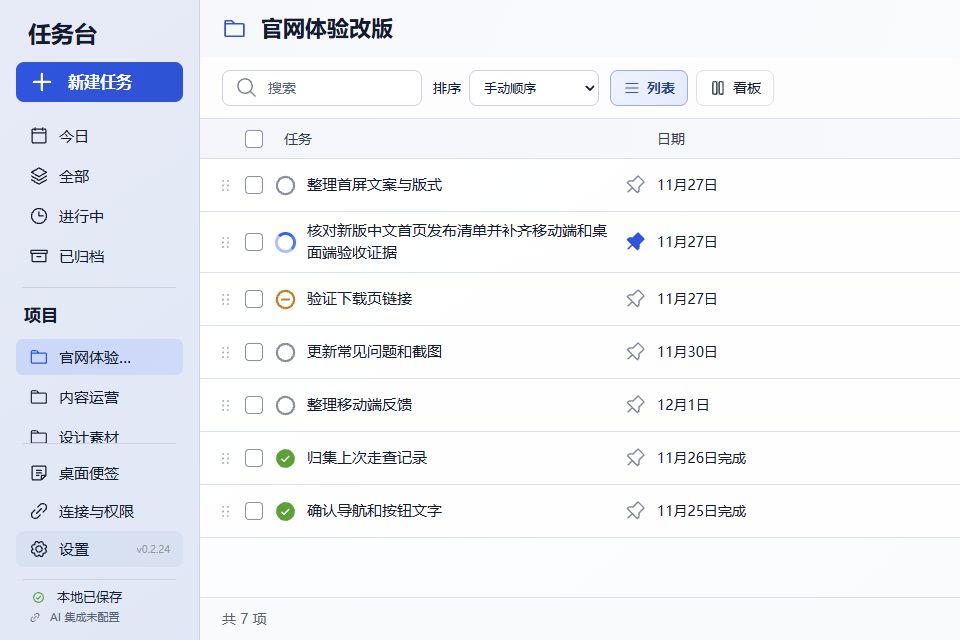 任务台
新建任务
今日
全部
进行中
已归档
项目
官网体验...
内容运营
设计素材
桌面便签
连接与权限
设置 v0.2.24
本地已保存
AI 集成未配置
官网体验改版
搜索 排序 手动顺序 列表 看板
任务 日期
整理首屏文案与版式 11月27日
核对新版中文首页发布清单并补齐移动端和桌
面端验收证据 11月27日
验证下载页链接 11月27日
更新常见问题和截图 11月30日
整理移动端反馈 12月1日
归集上次走查记录 11月26日完成
确认导航和按钮文字 11月25日完成
共 7 项